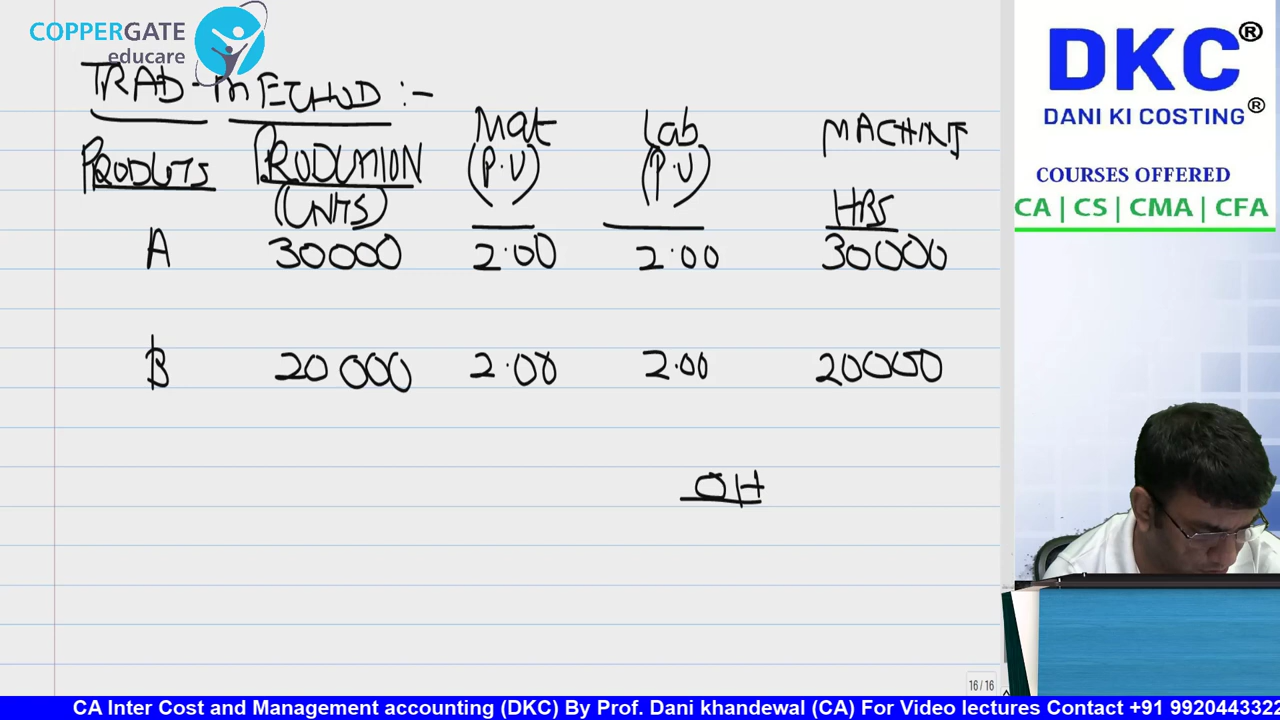 COPPERGATE
educare
TRAD - METHOD :-
PRODUCTS PRODUCTION (UNITS) Mat (P.U) Lab (P.U) MACHINE HRS
A 30000 2.00 2.00 30000
B 20000 2.00 2.00 20000
OH
16 / 16
DKC®
DANI KI COSTING®
COURSES OFFERED
CA | CS | CMA | CFA
CA Inter Cost and Management accounting (DKC) By Prof. Dani khandewal (CA) For Video lectures Contact +91 9920443322